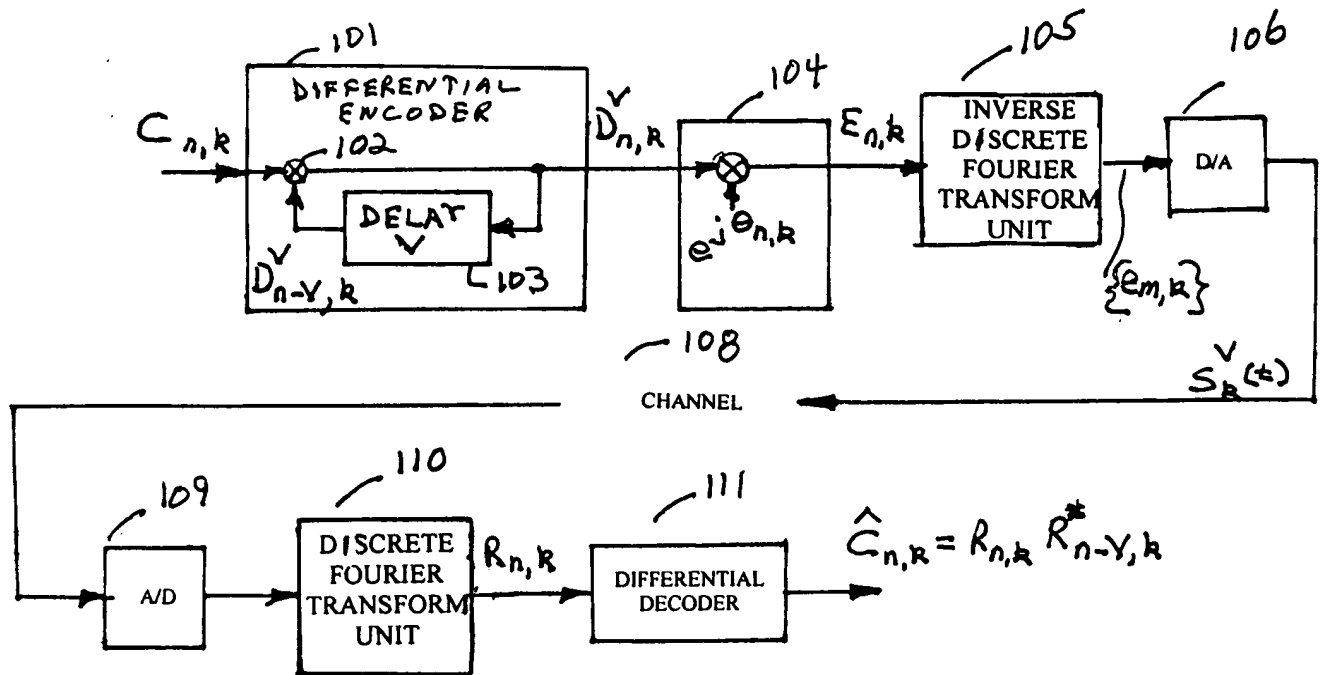 101
105
106
DIFFERENTIAL
ENCODER
104
C n,k
102
D^V n,k
E n,k
INVERSE
DISCRETE
FOURIER
TRANSFORM
UNIT
D/A
DELAY
V
e^jθ n,k
D^V n-V,k
103
{e m,k}
108
S^V k (t)
CHANNEL
109
110
111
A/D
DISCRETE
FOURIER
TRANSFORM
UNIT
R n,k
DIFFERENTIAL
DECODER
Ĉ n,k = R n,k R* n-V,k